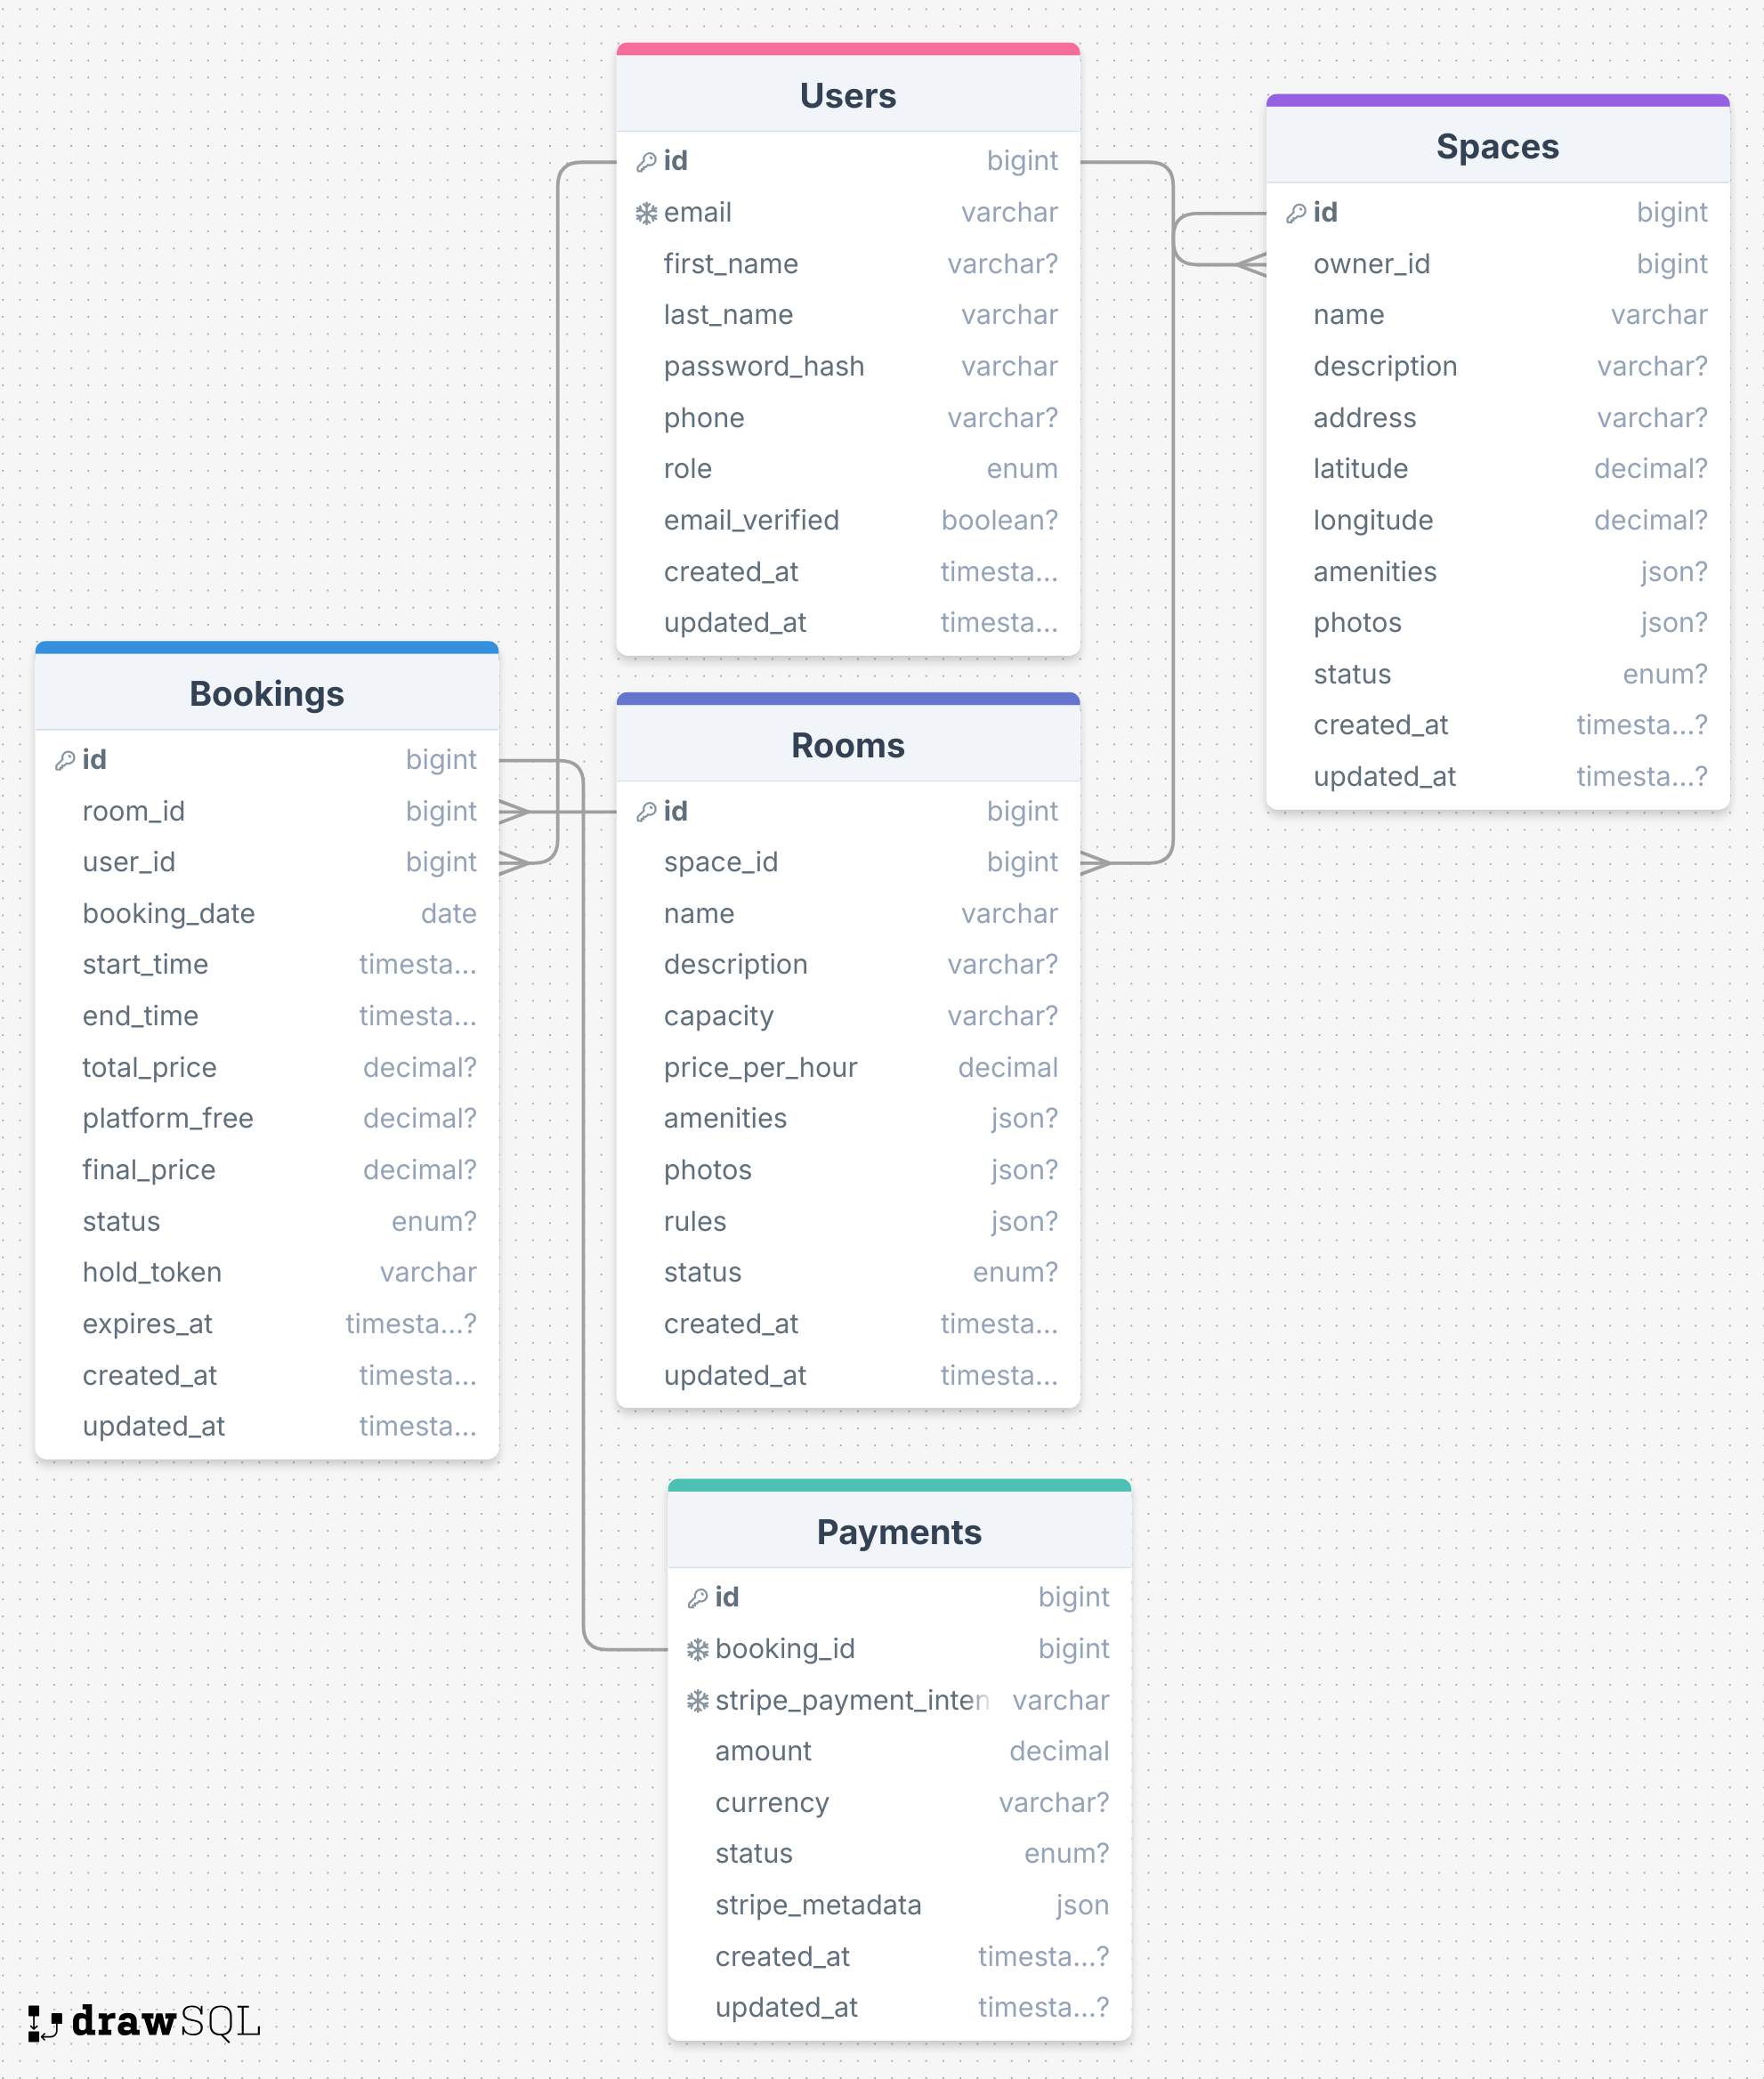 Users
id bigint
email varchar
first_name varchar?
last_name varchar
password_hash varchar
phone varchar?
role enum
email_verified boolean?
created_at timesta...
updated_at timesta...
Spaces
id bigint
owner_id bigint
name varchar
description varchar?
address varchar?
latitude decimal?
longitude decimal?
amenities json?
photos json?
status enum?
created_at timesta...?
updated_at timesta...?
Bookings
id bigint
room_id bigint
user_id bigint
booking_date date
start_time timesta...
end_time timesta...
total_price decimal?
platform_free decimal?
final_price decimal?
status enum?
hold_token varchar
expires_at timesta...?
created_at timesta...
updated_at timesta...
Rooms
id bigint
space_id bigint
name varchar
description varchar?
capacity varchar?
price_per_hour decimal
amenities json?
photos json?
rules json?
status enum?
created_at timesta...
updated_at timesta...
Payments
id bigint
booking_id bigint
stripe_payment_inten varchar
amount decimal
currency varchar?
status enum?
stripe_metadata json
created_at timesta...?
updated_at timesta...?
drawSQL